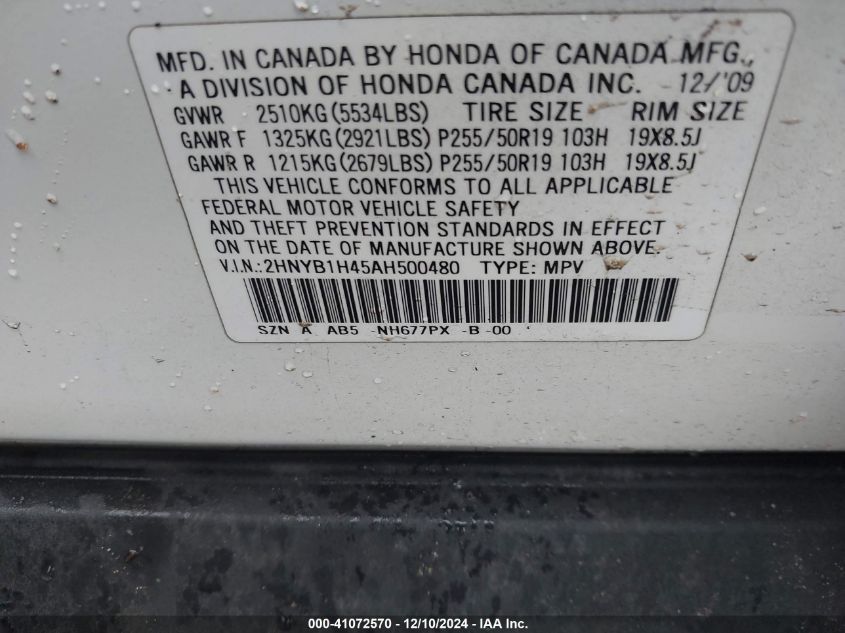 MFD. IN CANADA BY HONDA OF CANADA MFG.,
A DIVISION OF HONDA CANADA INC. 12/'09
GVWR 2510KG(5534LBS) TIRE SIZE RIM SIZE
GAWR F 1325KG(2921LBS) P255/50R19 103H 19X8.5J
GAWR R 1215KG(2679LBS) P255/50R19 103H 19X8.5J
THIS VEHICLE CONFORMS TO ALL APPLICABLE
FEDERAL MOTOR VEHICLE SAFETY
AND THEFT PREVENTION STANDARDS IN EFFECT
ON THE DATE OF MANUFACTURE SHOWN ABOVE.
V.I.N.:2HNYB1H45AH500480 TYPE: MPV
SZN A AB5 -NH677PX -B -00
000-41072570 - 12/10/2024 - IAA Inc.